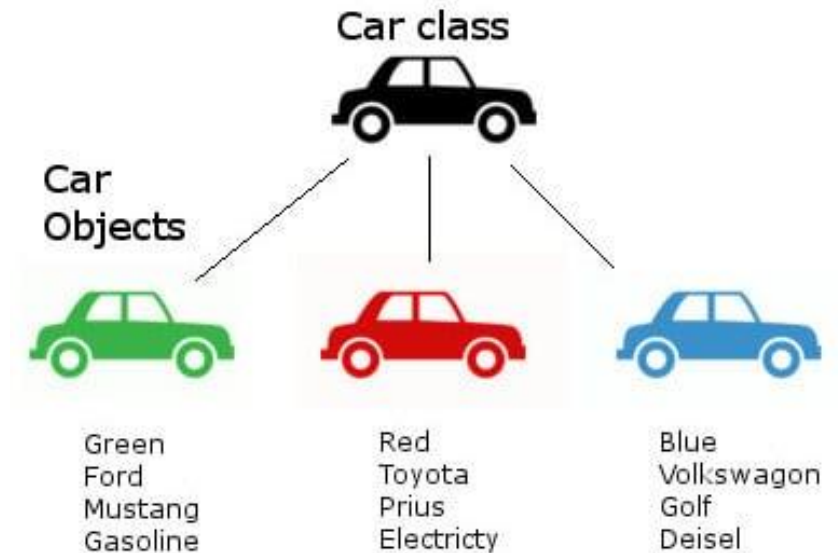 Car class
Car
Objects
Green
Ford
Mustang
Gasoline
Red
Toyota
Prius
Electricty
Blue
Volkswagon
Golf
Deisel